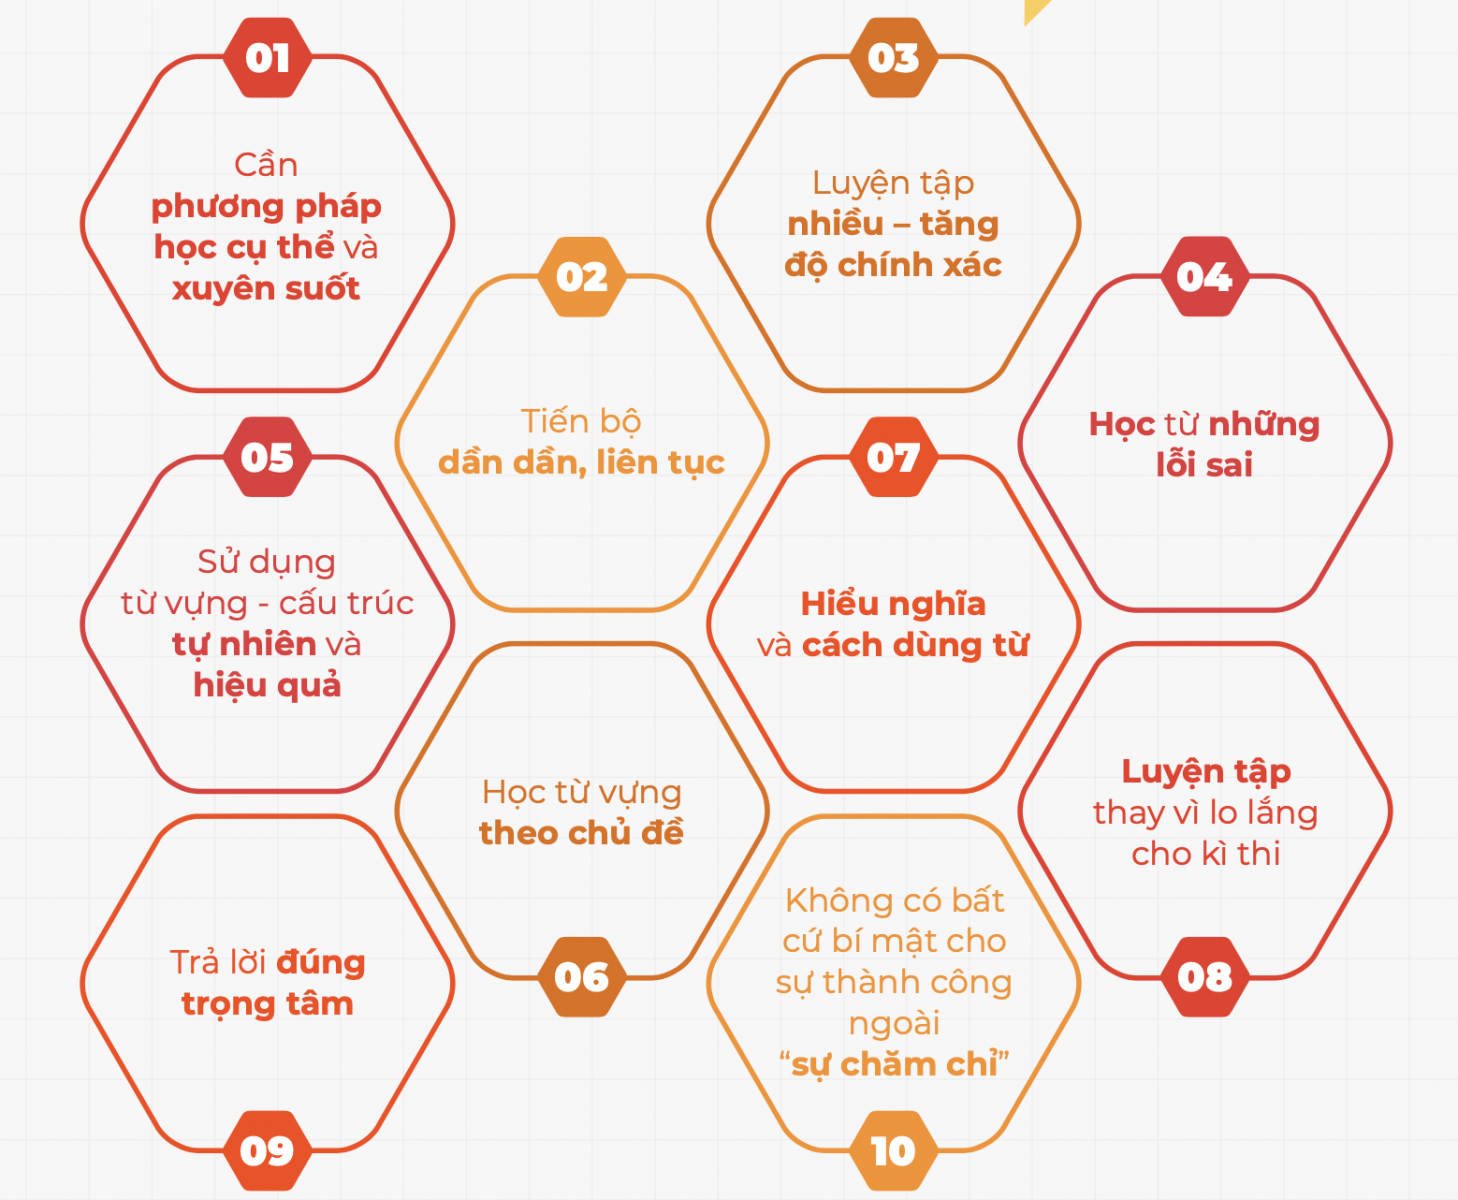 01
Cần
phương pháp
học cụ thể và
xuyên suốt
02
Tiến bộ
dần dần, liên tục
03
Luyện tập
nhiều – tăng
độ chính xác
04
Học từ những
lỗi sai
05
Sử dụng
từ vựng - cấu trúc
tự nhiên và
hiệu quả
Học từ vựng
theo chủ đề
06
07
Hiểu nghĩa
và cách dùng từ
Luyện tập
thay vì lo lắng
cho kì thi
08
Trả lời đúng
trọng tâm
09
Không có bất
cứ bí mật cho
sự thành công
ngoài
“sự chăm chỉ”
10